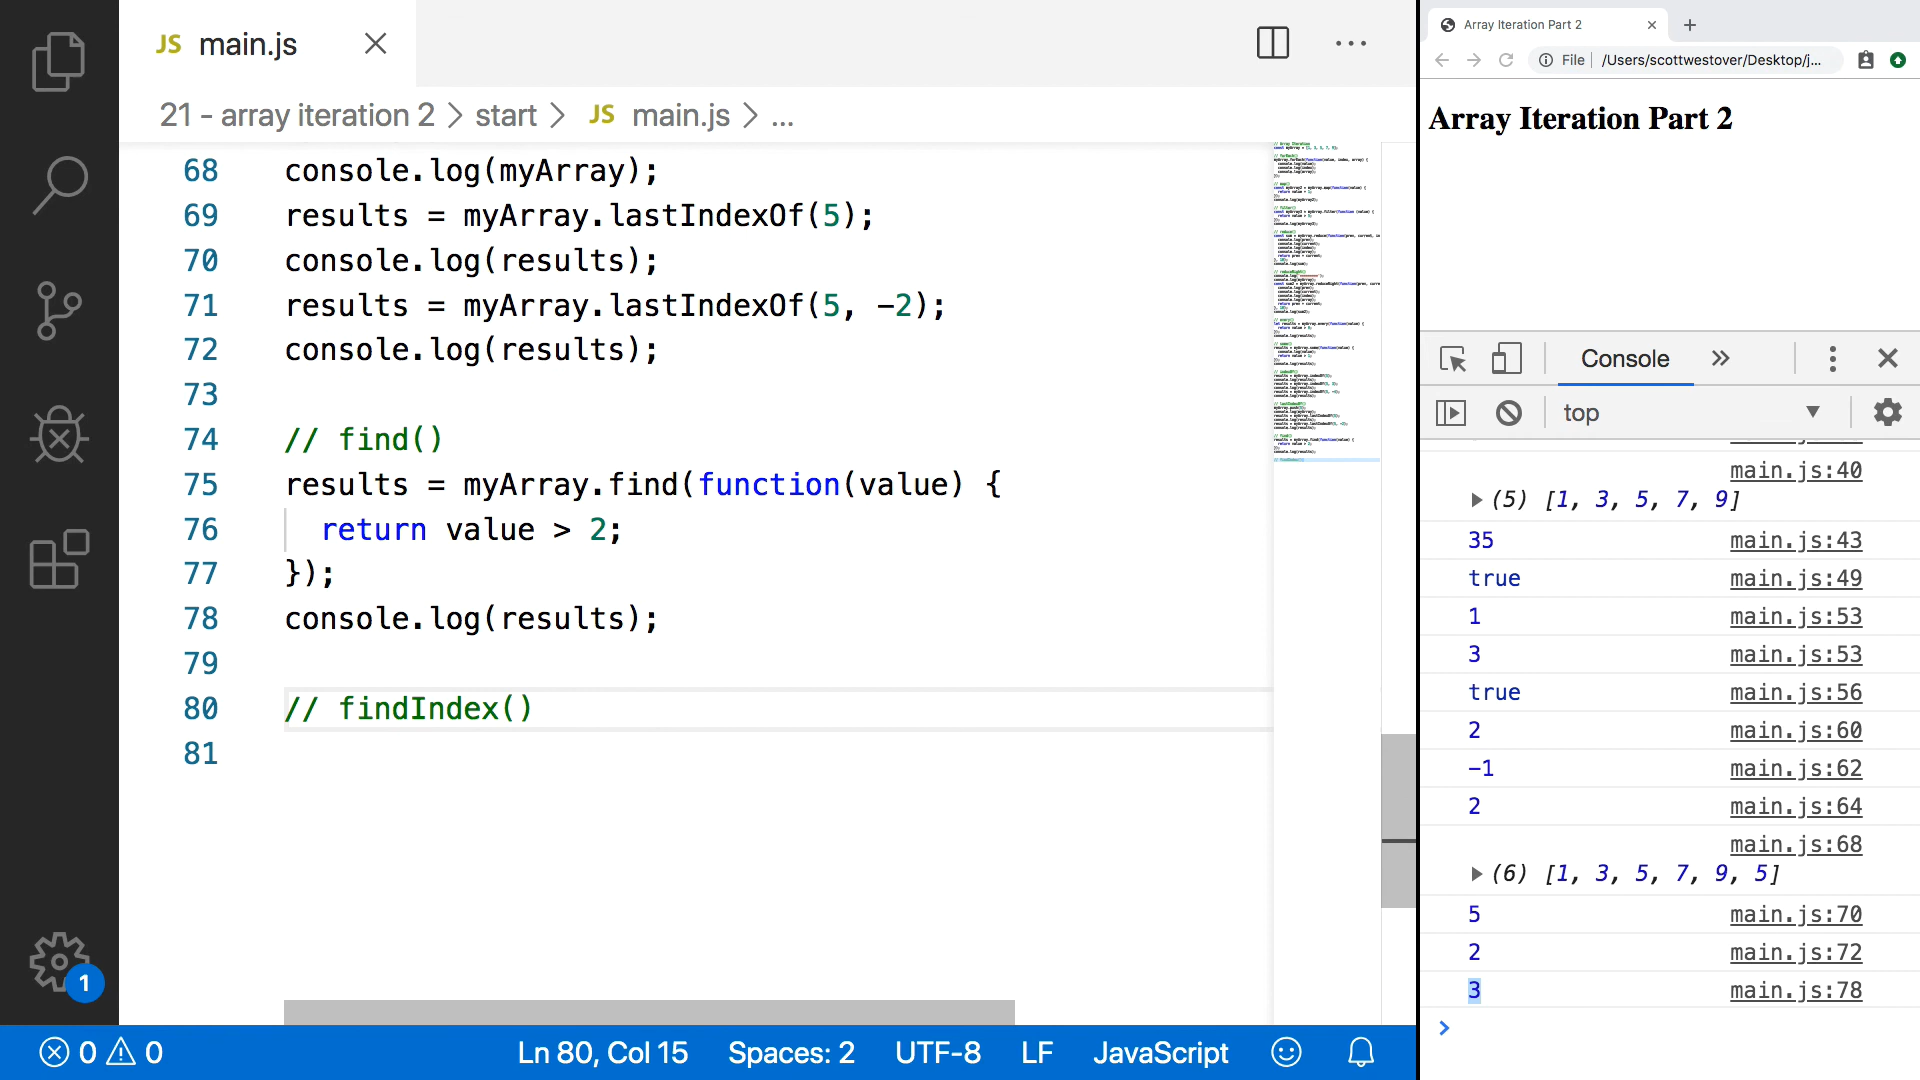 JS main.js
21 - array iteration 2 > start > JS main.js > ...
68 console.log(myArray);
69 results = myArray.lastIndexOf(5);
70 console.log(results);
71 results = myArray.lastIndexOf(5, -2);
72 console.log(results);
73
74 // find()
75 results = myArray.find(function(value) {
76 return value > 2;
77 });
78 console.log(results);
79
80 // findIndex()
81
1
0 0
Ln 80, Col 15 Spaces: 2 UTF-8 LF JavaScript
Array Iteration Part 2
File /Users/scottwestover/Desktop/j...
Array Iteration Part 2
Console
top
main.js:40
(5) [1, 3, 5, 7, 9]
35 main.js:43
true main.js:49
1 main.js:53
3 main.js:53
true main.js:56
2 main.js:60
-1 main.js:62
2 main.js:64
main.js:68
(6) [1, 3, 5, 7, 9, 5]
5 main.js:70
2 main.js:72
3 main.js:78